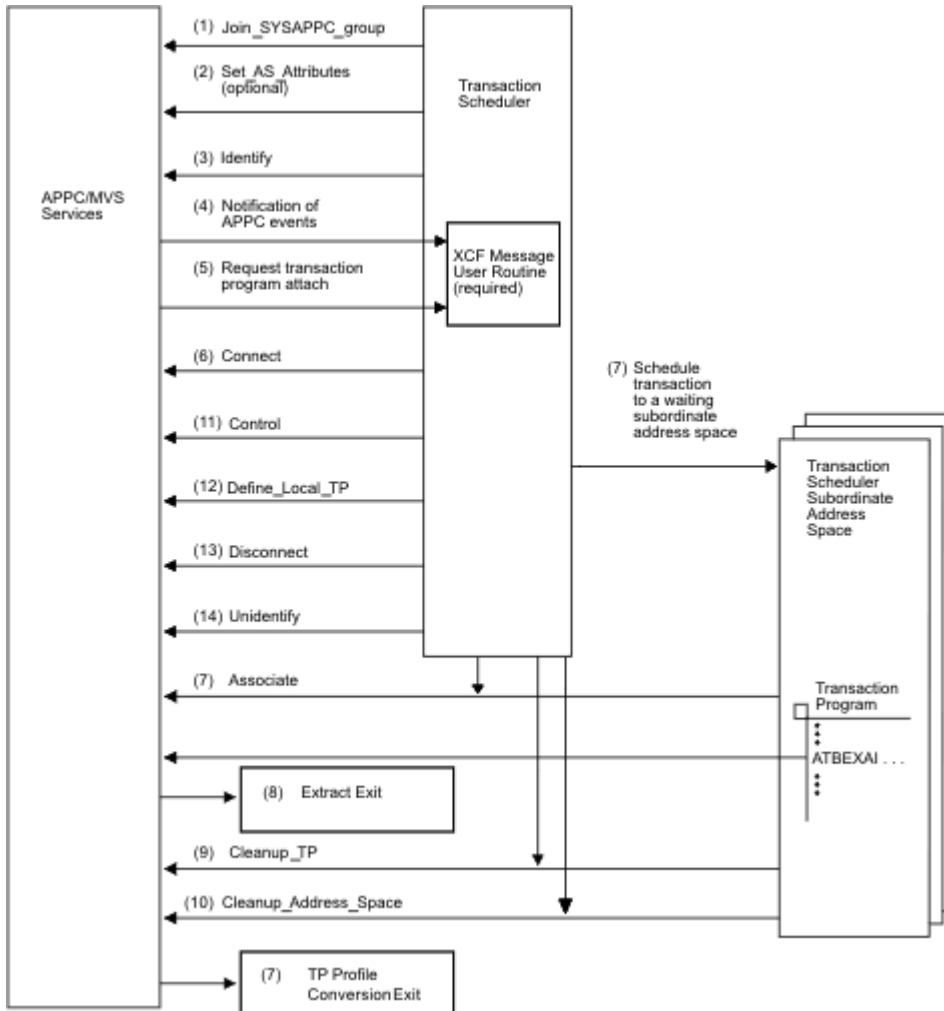 (1) Join_SYSAPPC_group
(2) Set_AS_Attributes
(optional)
Transaction
Scheduler
(3) Identify
APPC/MVS
Services
(4) Notification of
APPC events
XCF Message
User Routine
(required)
(5) Request transaction
program attach
(6) Connect
(7) Schedule
transaction
to a waiting
subordinate
address space
(11) Control
(12) Define_Local_TP
Transaction
Scheduler
Subordinate
Address
Space
(13) Disconnect
(14) Unidentify
(7) Associate
Transaction
Program
ATBEXAI . . .
(8) Extract Exit
(9) Cleanup_TP
(10) Cleanup_Address_Space
(7) TP Profile
Conversion Exit